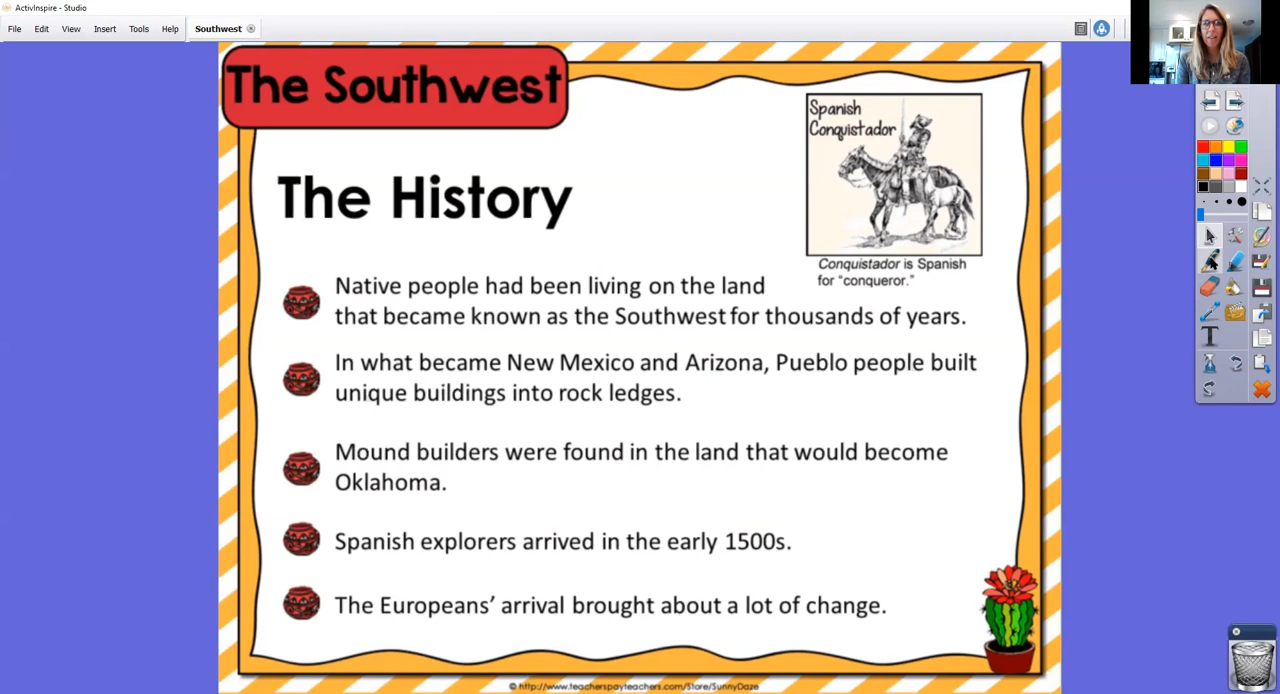 ActivInspire - Studio
File Edit View Insert Tools Help Southwest
The Southwest
Spanish
Conquistador
The History
Conquistador is Spanish
for “conqueror.”
Native people had been living on the land
that became known as the Southwest for thousands of years.
In what became New Mexico and Arizona, Pueblo people built
unique buildings into rock ledges.
Mound builders were found in the land that would become
Oklahoma.
Spanish explorers arrived in the early 1500s.
The Europeans’ arrival brought about a lot of change.
© http://www.teacherspayteachers.com/Store/SunnyDaze
T